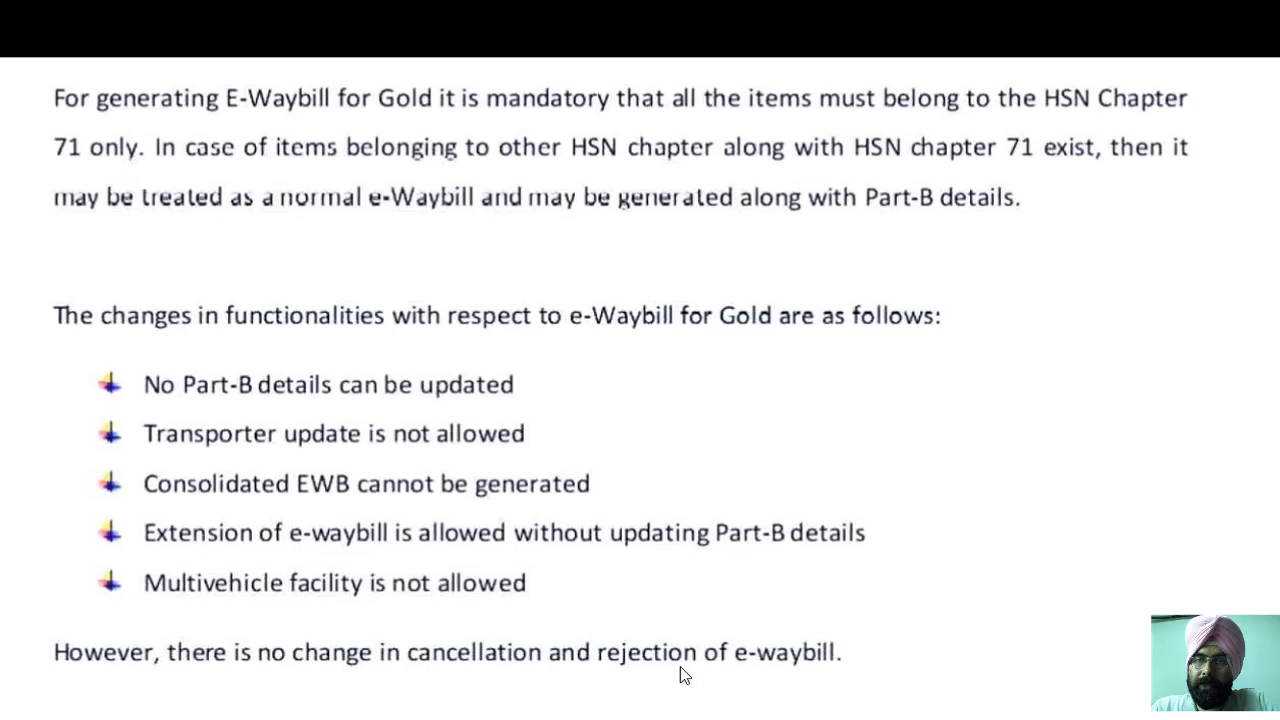 For generating E-Waybill for Gold it is mandatory that all the items must belong to the HSN Chapter
71 only. In case of items belonging to other HSN chapter along with HSN chapter 71 exist, then it
may be treated as a normal e-Waybill and may be generated along with Part-B details.
The changes in functionalities with respect to e-Waybill for Gold are as follows:
No Part-B details can be updated
Transporter update is not allowed
Consolidated EWB cannot be generated
Extension of e-waybill is allowed without updating Part-B details
Multivehicle facility is not allowed
However, there is no change in cancellation and rejection of e-waybill.